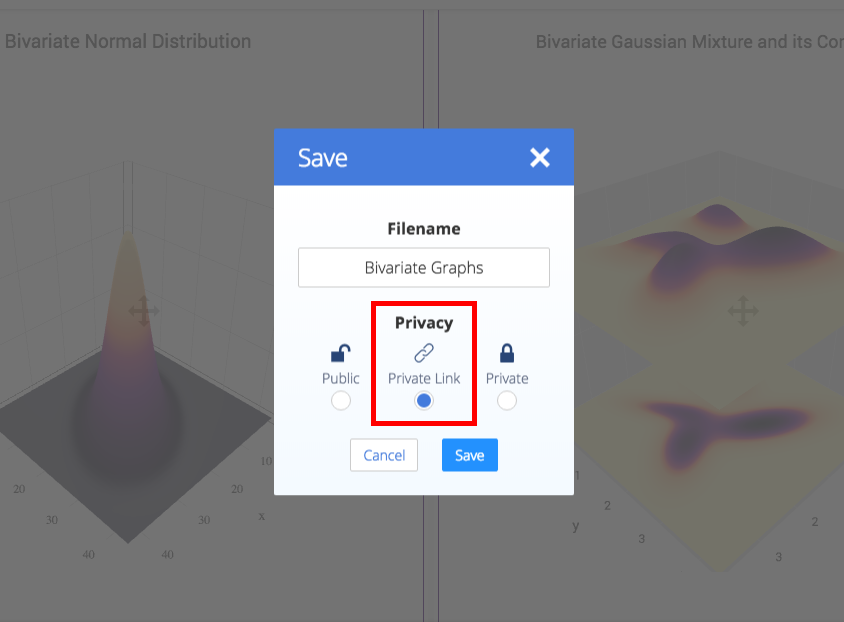 Bivariate Normal Distribution
Bivariate Gaussian Mixture and its Cor
Save
Filename
Bivariate Graphs
Privacy
Public
Private Link
Private
Cancel
Save
10
20
20
30
30
x
40
40
1
2
y
3
2
3